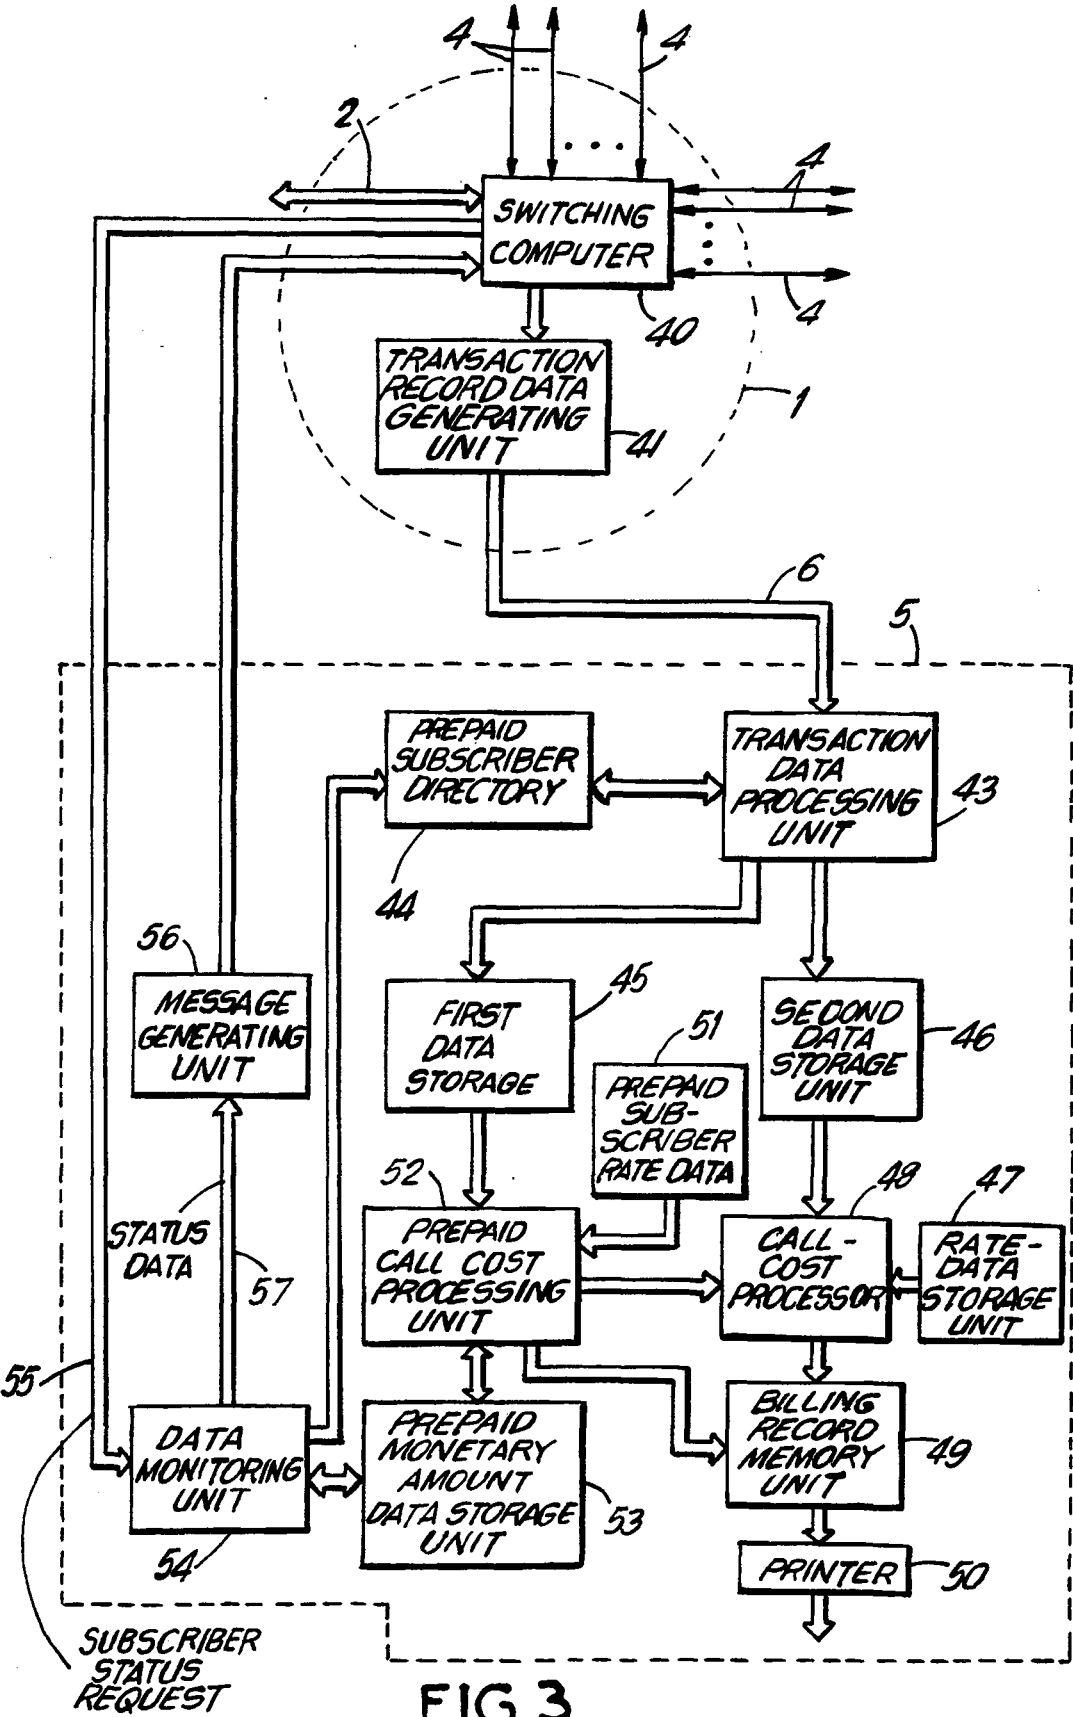 4
4
2
4
SWITCHING
COMPUTER
4
40
TRANSACTION
RECORD DATA
GENERATING
UNIT
41
1
6
5
PREPAID
SUBSCRIBER
DIRECTORY
44
TRANSACTION
DATA
PROCESSING
UNIT
43
56
MESSAGE
GENERATING
UNIT
FIRST
DATA
STORAGE
45
51
PREPAID
SUB-
SCRIBER
RATE DATA
SECOND
DATA
STORAGE
UNIT
46
STATUS
DATA
57
52
PREPAID
CALL COST
PROCESSING
UNIT
48
CALL-
COST
PROCESSOR
47
RATE-
DATA
STORAGE
UNIT
55
DATA
MONITORING
UNIT
54
PREPAID
MONETARY
AMOUNT
DATA STORAGE
UNIT
53
BILLING
RECORD
MEMORY
UNIT
49
PRINTER
50
SUBSCRIBER
STATUS
REQUEST
FIG 3